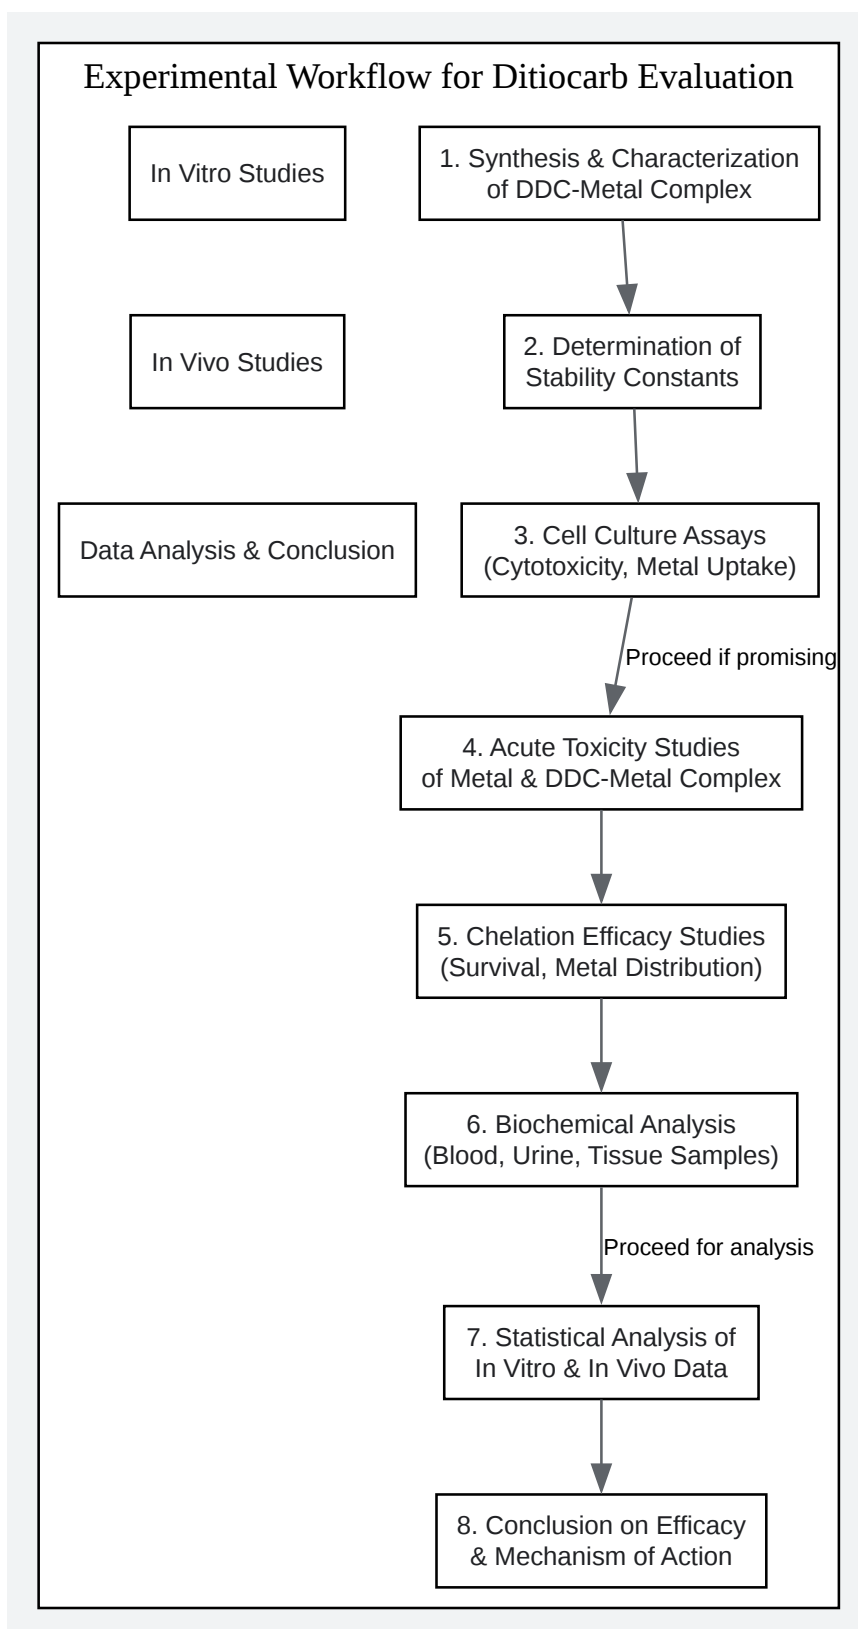 Experimental Workflow for Ditiocarb Evaluation
In Vitro Studies
1. Synthesis & Characterization
of DDC-Metal Complex
In Vivo Studies
2. Determination of
Stability Constants
Data Analysis & Conclusion
3. Cell Culture Assays
(Cytotoxicity, Metal Uptake)
Proceed if promising
4. Acute Toxicity Studies
of Metal & DDC-Metal Complex
5. Chelation Efficacy Studies
(Survival, Metal Distribution)
6. Biochemical Analysis
(Blood, Urine, Tissue Samples)
Proceed for analysis
7. Statistical Analysis of
In Vitro & In Vivo Data
8. Conclusion on Efficacy
& Mechanism of Action